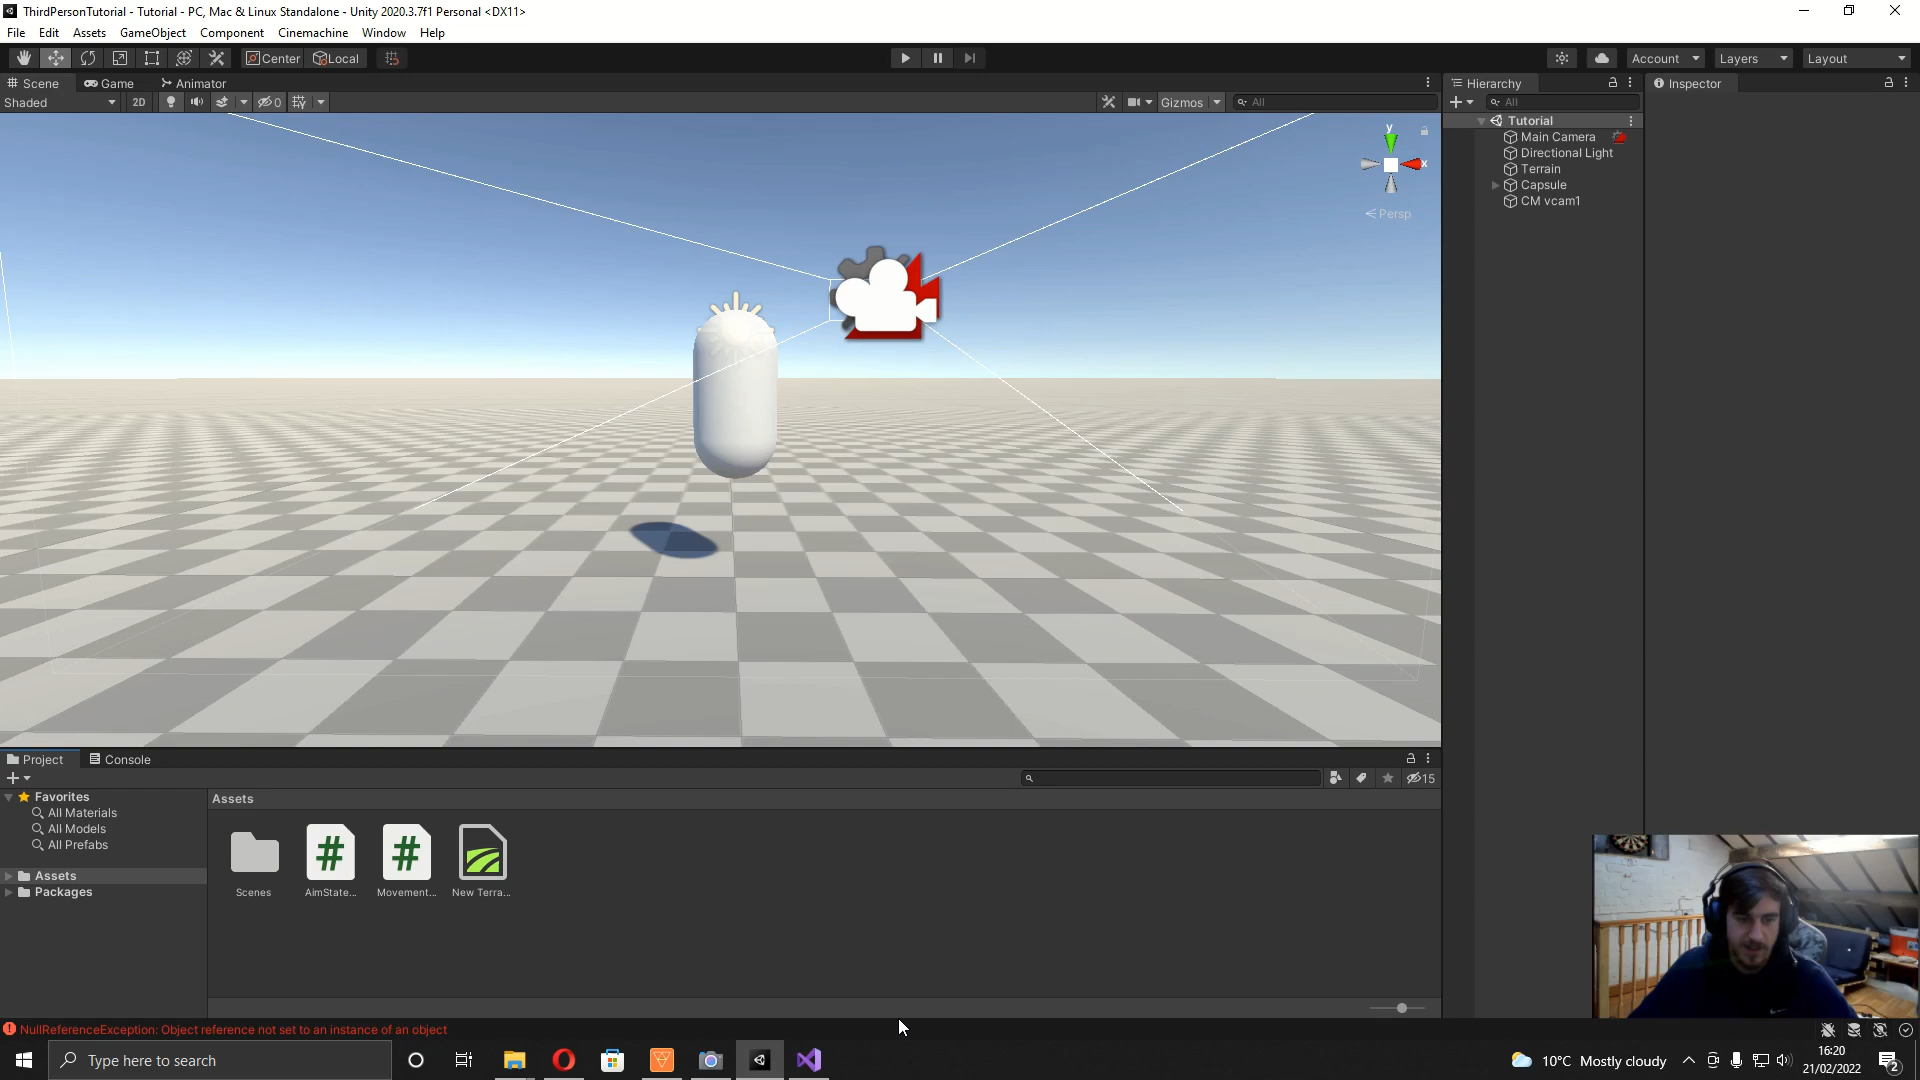 ThirdPersonTutorial - Tutorial - PC, Mac & Linux Standalone - Unity 2020.3.7f1 Personal <DX11>
File Edit Assets GameObject Component Cinemachine Window Help
Center Local Account Layers Layout
Scene Game Animator Hierarchy Inspector
Shaded 2D 0 Gizmos All All
Tutorial
Main Camera
Directional Light
Terrain
Capsule
CM vcam1
y
x
Persp
Project Console
15
Favorites
All Materials
All Models
All Prefabs
Assets
Packages
Assets
Scenes AimState... Movement... New Terra...
NullReferenceException: Object reference not set to an instance of an object
Type here to search
10°C Mostly cloudy
16:20
21/02/2022
2